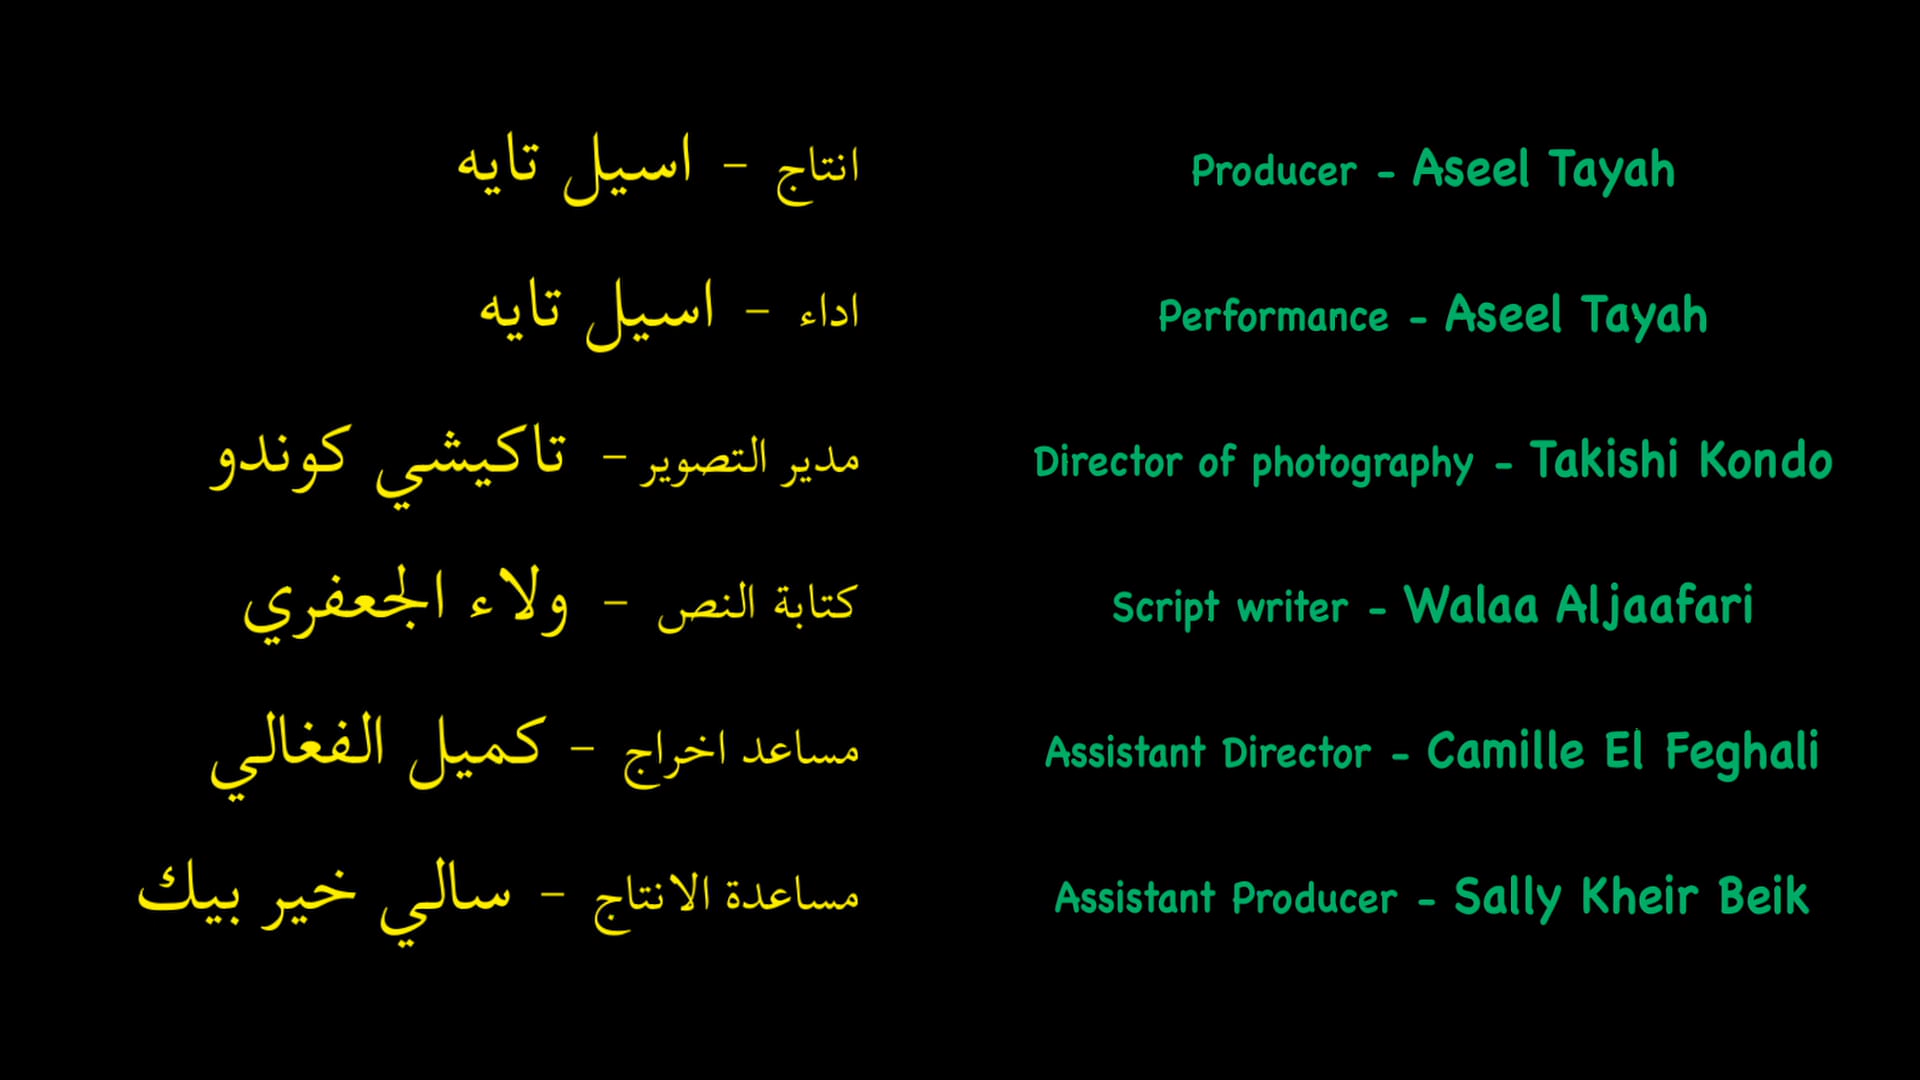 انتاج - اسيل تايه
Producer - Aseel Tayah
اداء - اسيل تايه
Performance - Aseel Tayah
مدير التصوير - تاكيشي كوندو
Director of photography - Takishi Kondo
كتابة النص - ولاء الجعفري
Script writer - Walaa Aljaafari
مساعد اخراج - كميل الفغالي
Assistant Director - Camille El Feghali
مساعدة الانتاج - سالي خير بيك
Assistant Producer - Sally Kheir Beik